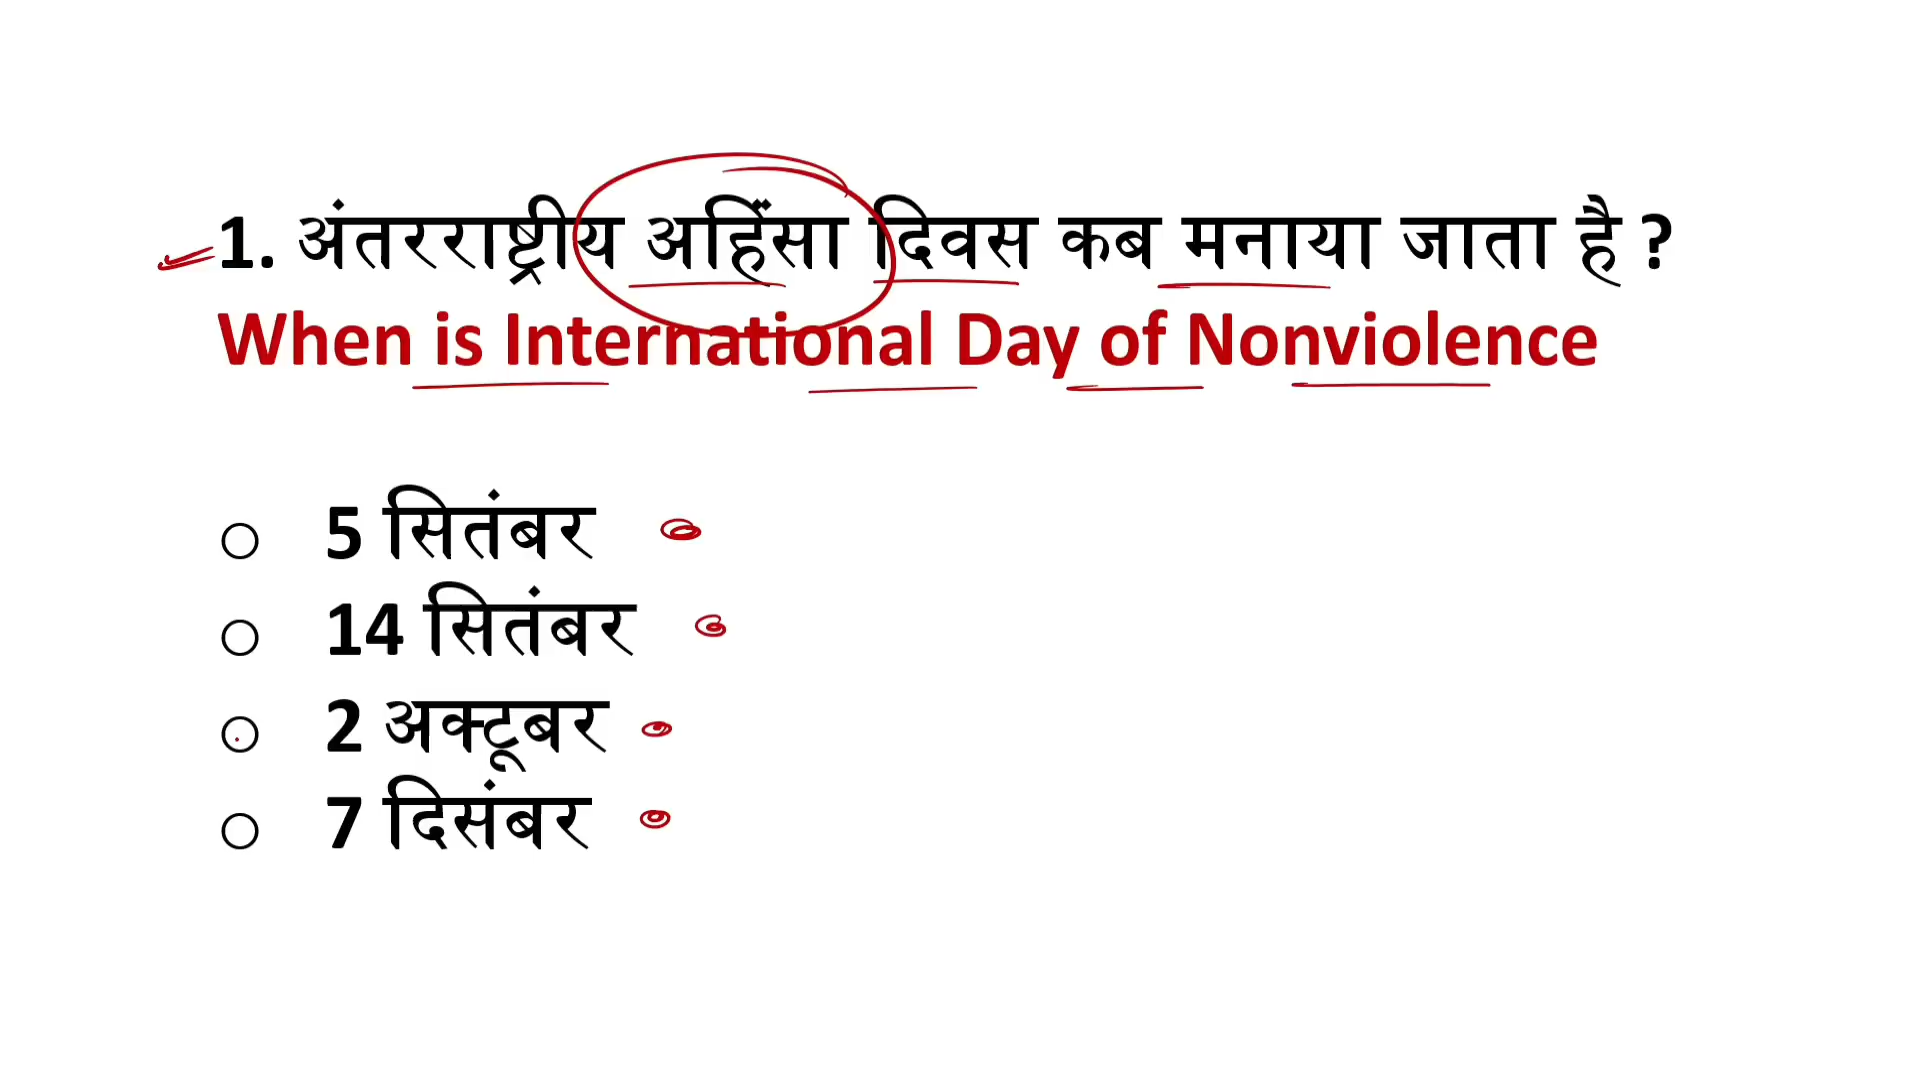 1. अंतरराष्ट्रीय अहिंसा दिवस कब मनाया जाता है ?
When is International Day of Nonviolence
5 सितंबर
14 सितंबर
2 अक्टूबर
7 दिसंबर